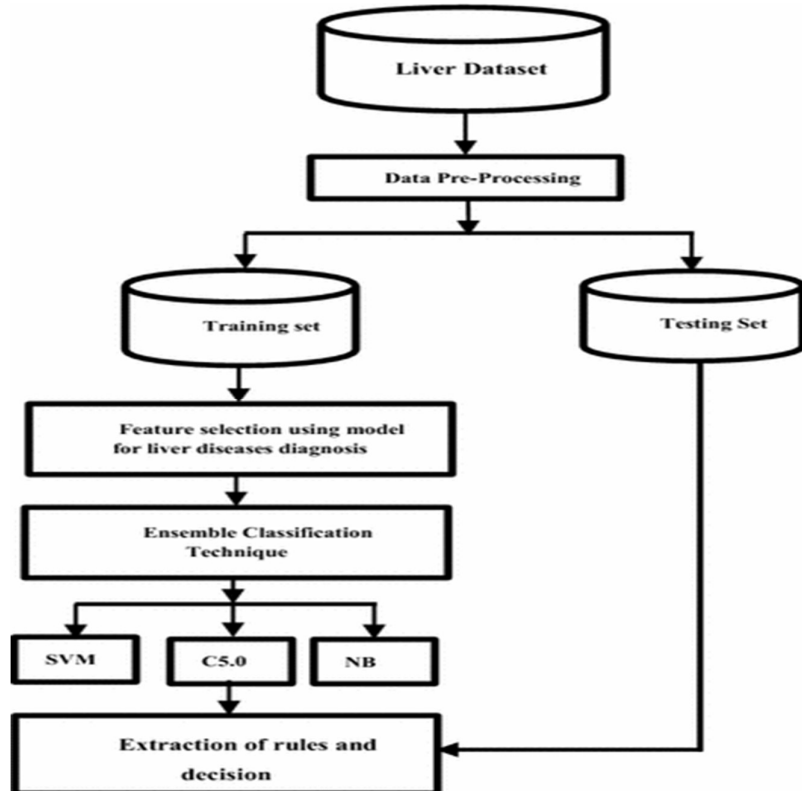 Liver Dataset
Data Pre-Processing
Training set
Testing Set
Feature selection using model
for liver diseases diagnosis
Ensemble Classification
Technique
SVM
C5.0
NB
Extraction of rules and
decision